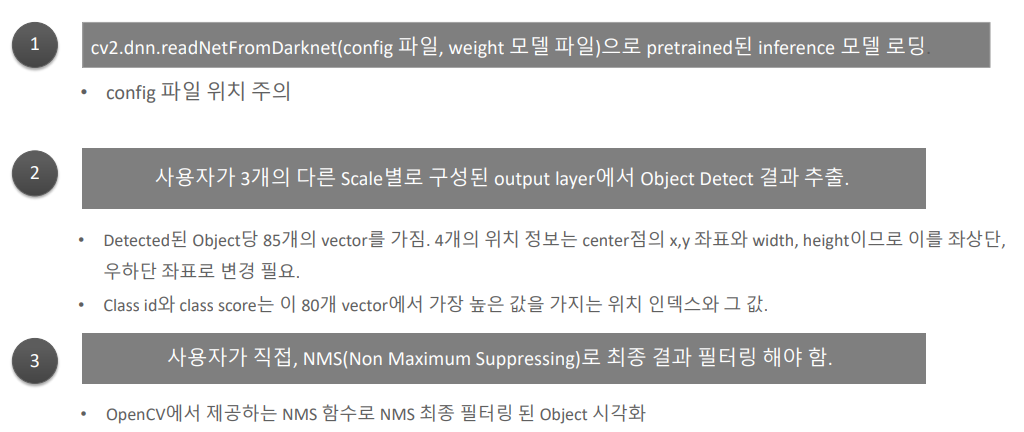 1
cv2.dnn.readNetFromDarknet(config 파일, weight 모델 파일)으로 pretrained된 inference 모델 로딩.
• config 파일 위치 주의
2
사용자가 3개의 다른 Scale별로 구성된 output layer에서 Object Detect 결과 추출.
• Detected된 Object당 85개의 vector를 가짐. 4개의 위치 정보는 center점의 x,y 좌표와 width, height이므로 이를 좌상단,
우하단 좌표로 변경 필요.
• Class id와 class score는 이 80개 vector에서 가장 높은 값을 가지는 위치 인덱스와 그 값.
3
사용자가 직접, NMS(Non Maximum Suppressing)로 최종 결과 필터링 해야 함.
• OpenCV에서 제공하는 NMS 함수로 NMS 최종 필터링 된 Object 시각화